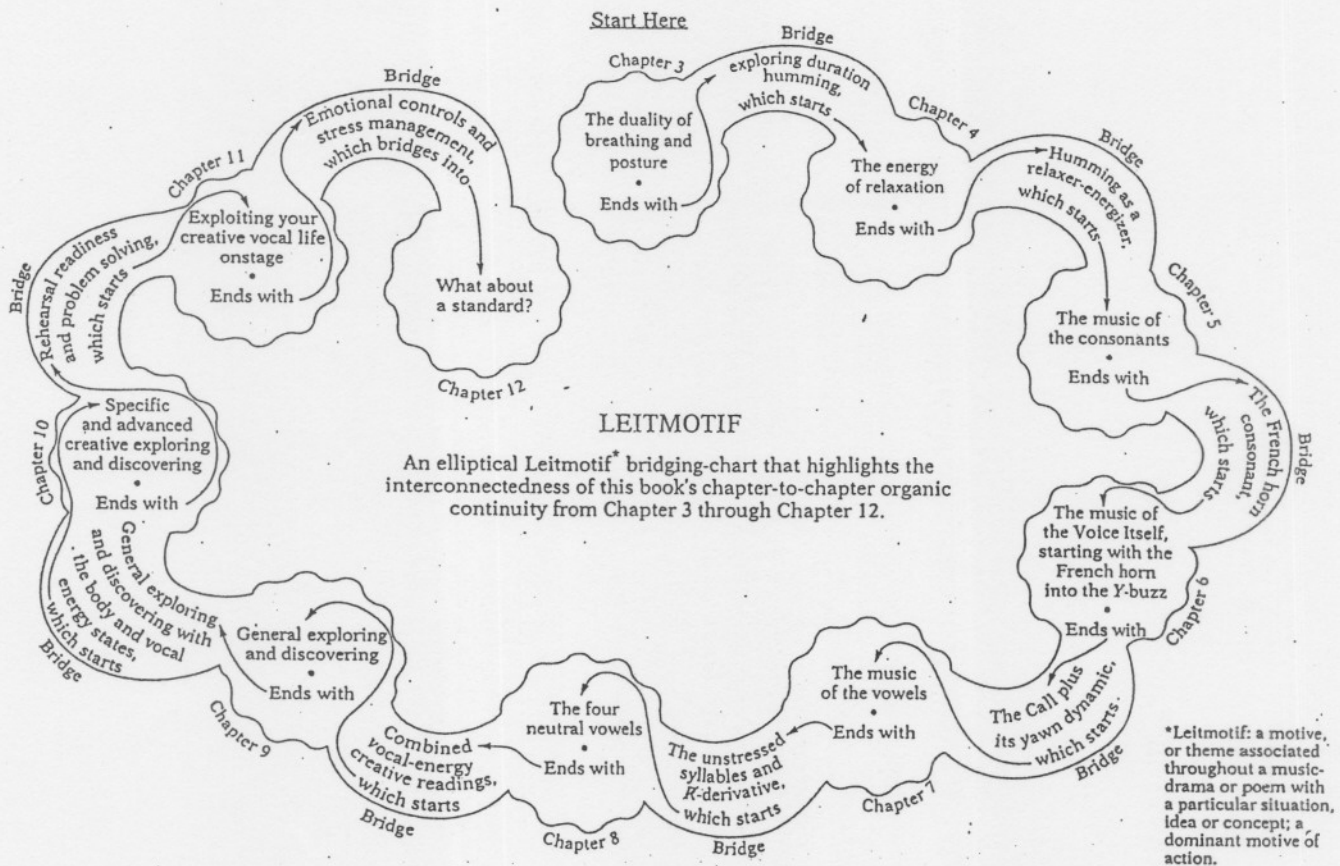 Start Here
Chapter 3
The duality of
breathing and
posture
•
Ends with
Bridge
exploring duration
humming,
which starts
Chapter 4
The energy
of relaxation
•
Ends with
Bridge
Humming as a
relaxer-energizer,
which starts
Chapter 5
The music of
the consonants
•
Ends with
Bridge
The French horn
consonant,
which starts
Chapter 6
The music of
the Voice Itself,
starting with the
French horn
into the Y-buzz
•
Ends with
Bridge
The Call plus
its yawn dynamic,
which starts.
Chapter 7
The music
of the vowels
•
Ends with
Bridge
The unstressed
syllables and
K-derivative,
which starts
Chapter 8
The four
neutral vowels
•
Ends with
Bridge
Combined
vocal-energy
creative readings,
which starts
Chapter 9
General exploring
and discovering
•
Ends with
Bridge
General exploring
and discovering with
the body and vocal
energy states,
which starts
Chapter 10
Specific
and advanced
creative exploring
and discovering
•
Ends with
Bridge
Rehearsal readiness
and problem solving,
which starts
Chapter 11
Exploiting your
creative vocal life
onstage
•
Ends with
Bridge
Emotional controls and
stress management,
which bridges into
Chapter 12
What about
a standard?
LEITMOTIF
An elliptical Leitmotif* bridging-chart that highlights the
interconnectedness of this book's chapter-to-chapter organic
continuity from Chapter 3 through Chapter 12.
*Leitmotif: a motive,
or theme associated
throughout a music-
drama or poem with
a particular situation,
idea or concept; a
dominant motive of
action.